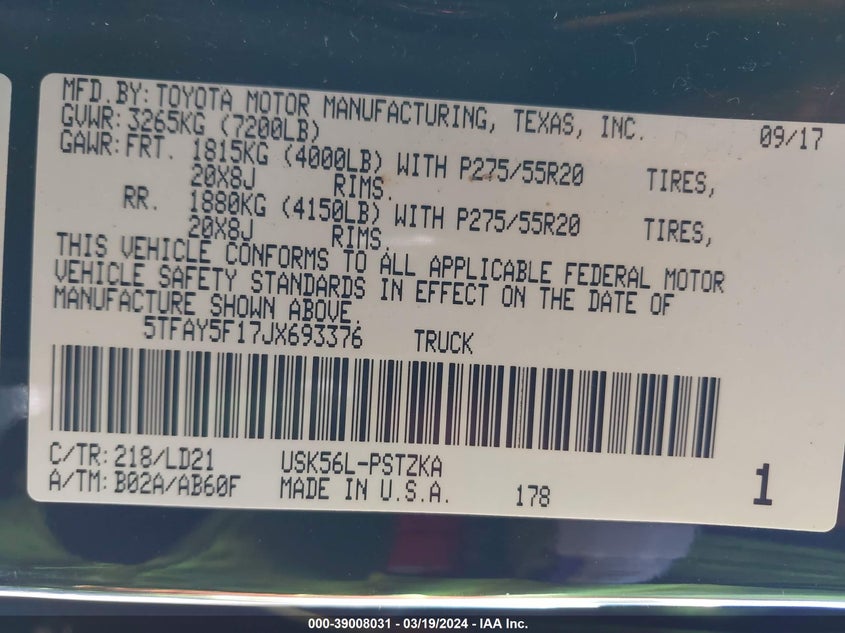 MFD.BY: TOYOTA MOTOR MANUFACTURING, TEXAS, INC. 09/17
GVWR: 3265KG (7200LB)
GAWR: FRT. 1815KG (4000LB) WITH P275/55R20 TIRES,
20X8J RIMS.
RR. 1880KG (4150LB) WITH P275/55R20 TIRES,
20X8J RIMS.
THIS VEHICLE CONFORMS TO ALL APPLICABLE FEDERAL MOTOR
VEHICLE SAFETY STANDARDS IN EFFECT ON THE DATE OF
MANUFACTURE SHOWN ABOVE.
5TFAY5F17JX693376 TRUCK
C/TR: 218/LD21 USK56L-PSTZKA
A/TM: B02A/AB60F MADE IN U.S.A. 178 1
000-39008031 - 03/19/2024 - IAA Inc.